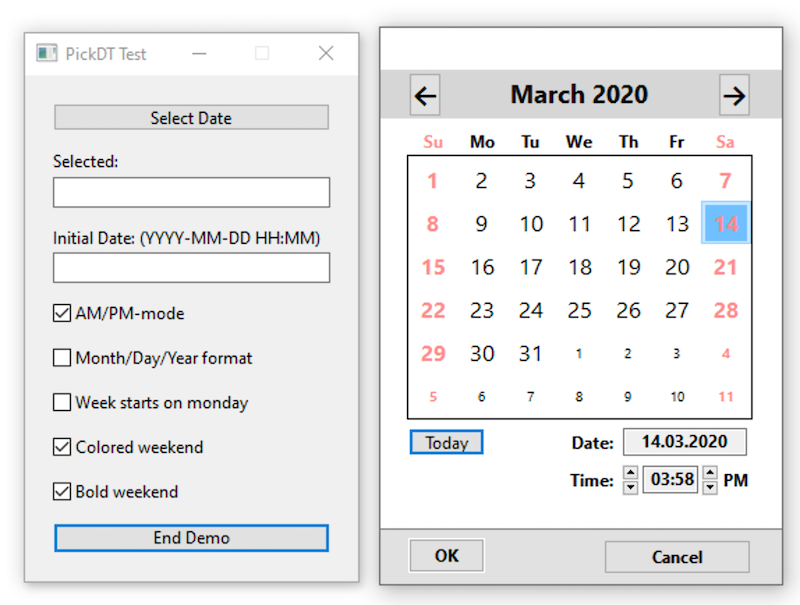 PickDT Test
Select Date
Selected:
Initial Date: (YYYY-MM-DD HH:MM)
AM/PM-mode
Month/Day/Year format
Week starts on monday
Colored weekend
Bold weekend
End Demo
March 2020
Su Mo Tu We Th Fr Sa
1 2 3 4 5 6 7
8 9 10 11 12 13 14
15 16 17 18 19 20 21
22 23 24 25 26 27 28
29 30 31 1 2 3 4
5 6 7 8 9 10 11
Today Date: 14.03.2020
Time: 03:58 PM
OK Cancel